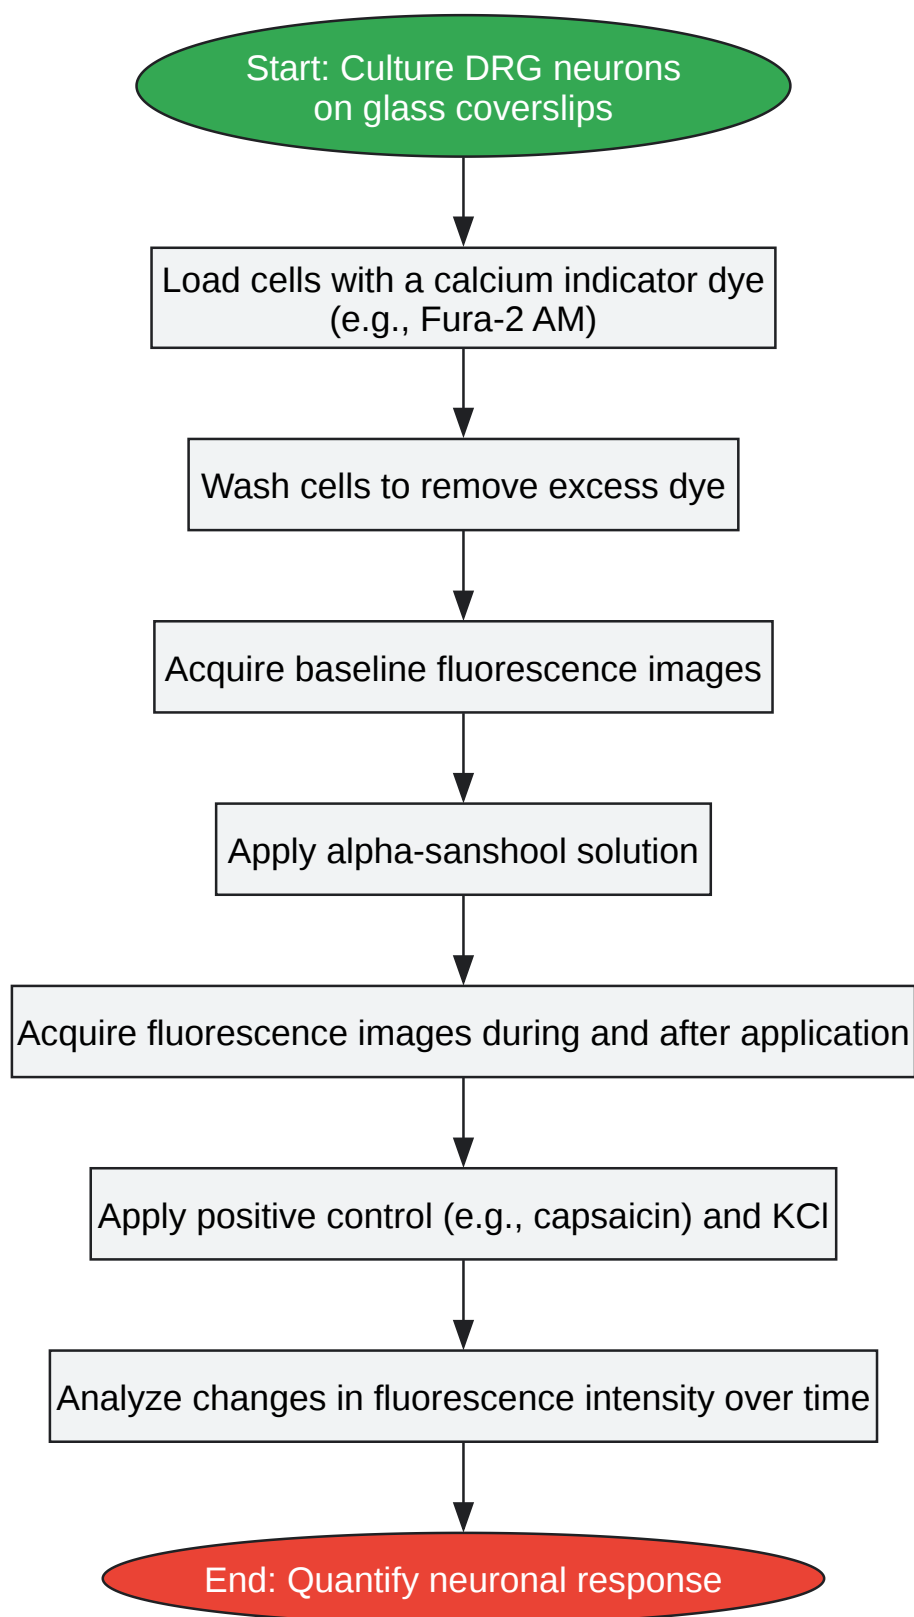 Start: Culture DRG neurons
on glass coverslips
Load cells with a calcium indicator dye
(e.g., Fura-2 AM)
Wash cells to remove excess dye
Acquire baseline fluorescence images
Apply alpha-sanshool solution
Acquire fluorescence images during and after application
Apply positive control (e.g., capsaicin) and KCl
Analyze changes in fluorescence intensity over time
End: Quantify neuronal response